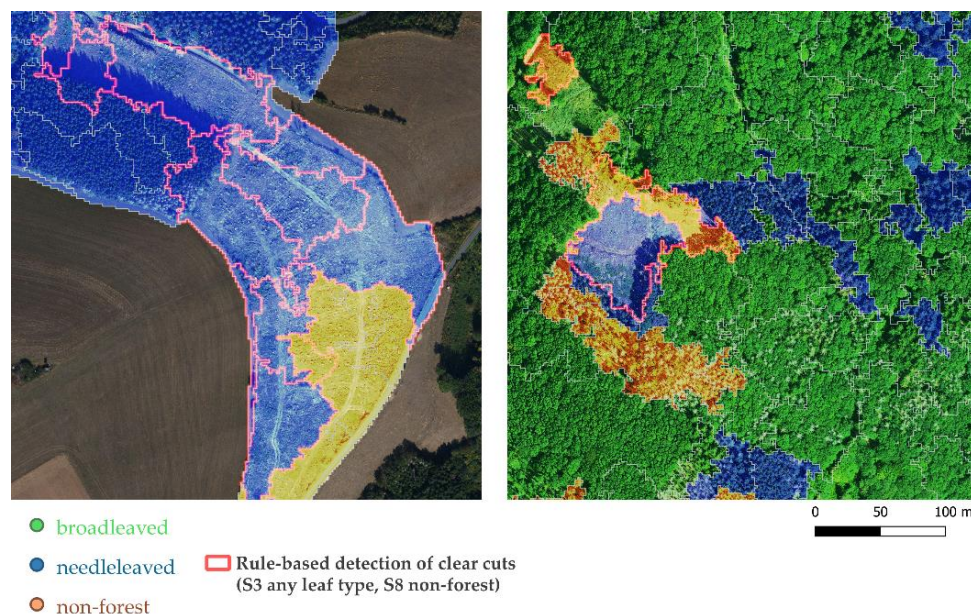 0 50 100 m
broadleaved
needleleaved
non-forest
Rule-based detection of clear cuts
(S3 any leaf type, S8 non-forest)